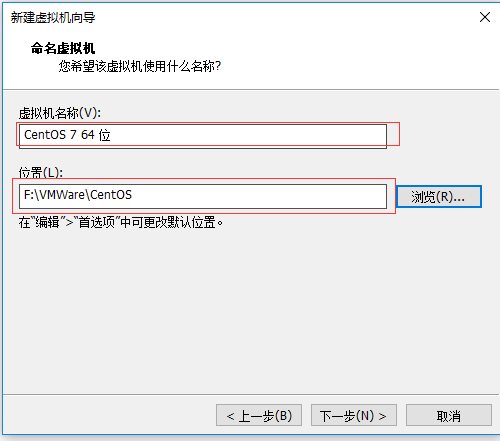 新建虚拟机向导
命名虚拟机
您希望该虚拟机使用什么名称?
虚拟机名称(V):
CentOS 7 64 位
位置(L):
F:\VMWare\CentOS
浏览(R)...
在“编辑”>“首选项”中可更改默认位置。
< 上一步(B)
下一步(N) >
取消